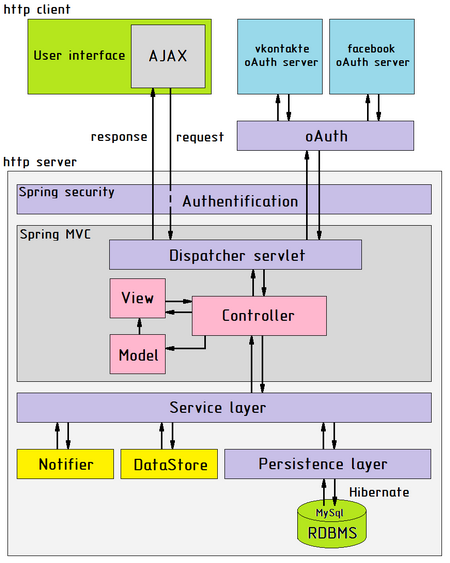 http client
User interface
AJAX
vkontakte
oAuth server
facebook
oAuth server
response
request
oAuth
http server
Spring security
Authentification
Spring MVC
Dispatcher servlet
View
Controller
Model
Service layer
Notifier
DataStore
Persistence layer
Hibernate
MySql
RDBMS